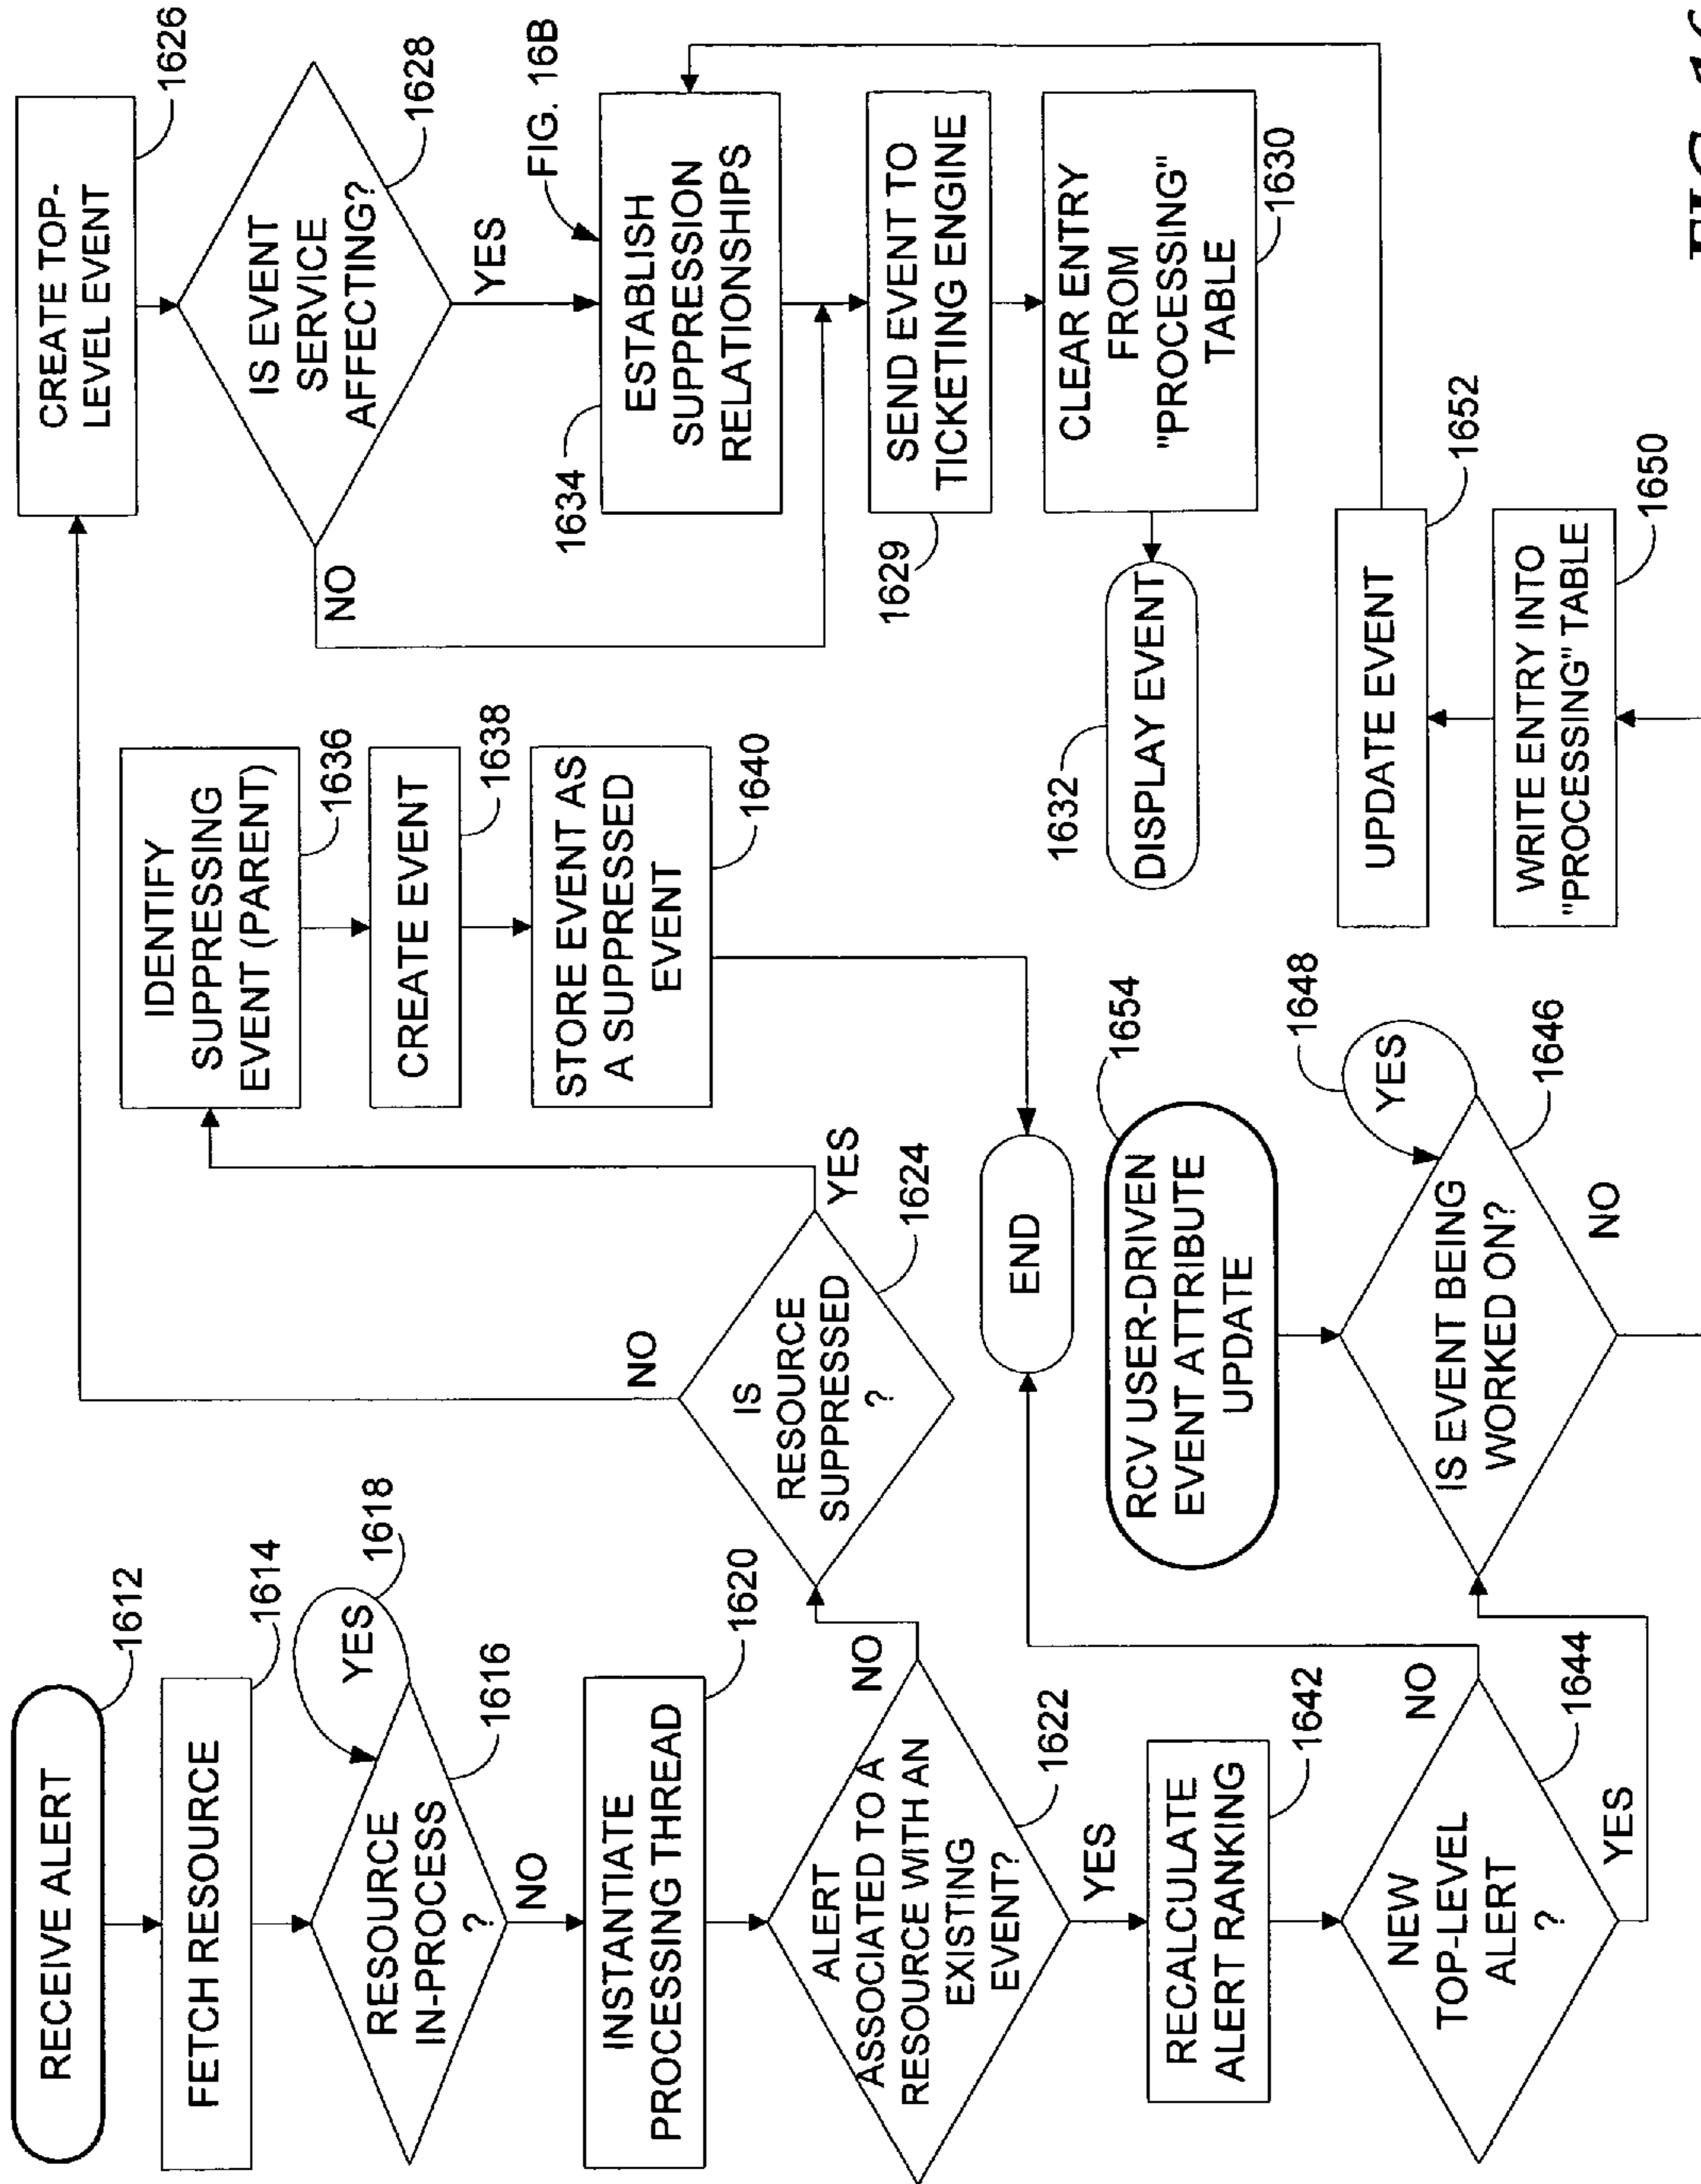 RECEIVE ALERT
1612
FETCH RESOURCE
1614
RESOURCE
IN-PROCESS
?
1616
YES
1618
NO
INSTANTIATE
PROCESSING THREAD
1620
ALERT
ASSOCIATED TO A
RESOURCE WITH AN
EXISTING
EVENT?
1622
NO
YES
RECALCULATE
ALERT RANKING
1642
NEW
TOP-LEVEL
ALERT
?
1644
NO
YES
IS
RESOURCE
SUPPRESSED
?
1624
NO
YES
IDENTIFY
SUPPRESSING
EVENT (PARENT)
1636
CREATE EVENT
1638
STORE EVENT AS
A SUPPRESSED
EVENT
1640
END
RCV USER-DRIVEN
EVENT ATTRIBUTE
UPDATE
1654
IS EVENT BEING
WORKED ON?
1646
YES
1648
NO
CREATE TOP-
LEVEL EVENT
1626
IS EVENT
SERVICE
AFFECTING?
1628
NO
YES
FIG. 16B
ESTABLISH
SUPPRESSION
RELATIONSHIPS
1634
SEND EVENT TO
TICKETING ENGINE
1629
CLEAR ENTRY
FROM
"PROCESSING"
TABLE
1630
DISPLAY EVENT
1632
UPDATE EVENT
1652
WRITE ENTRY INTO
"PROCESSING" TABLE
1650